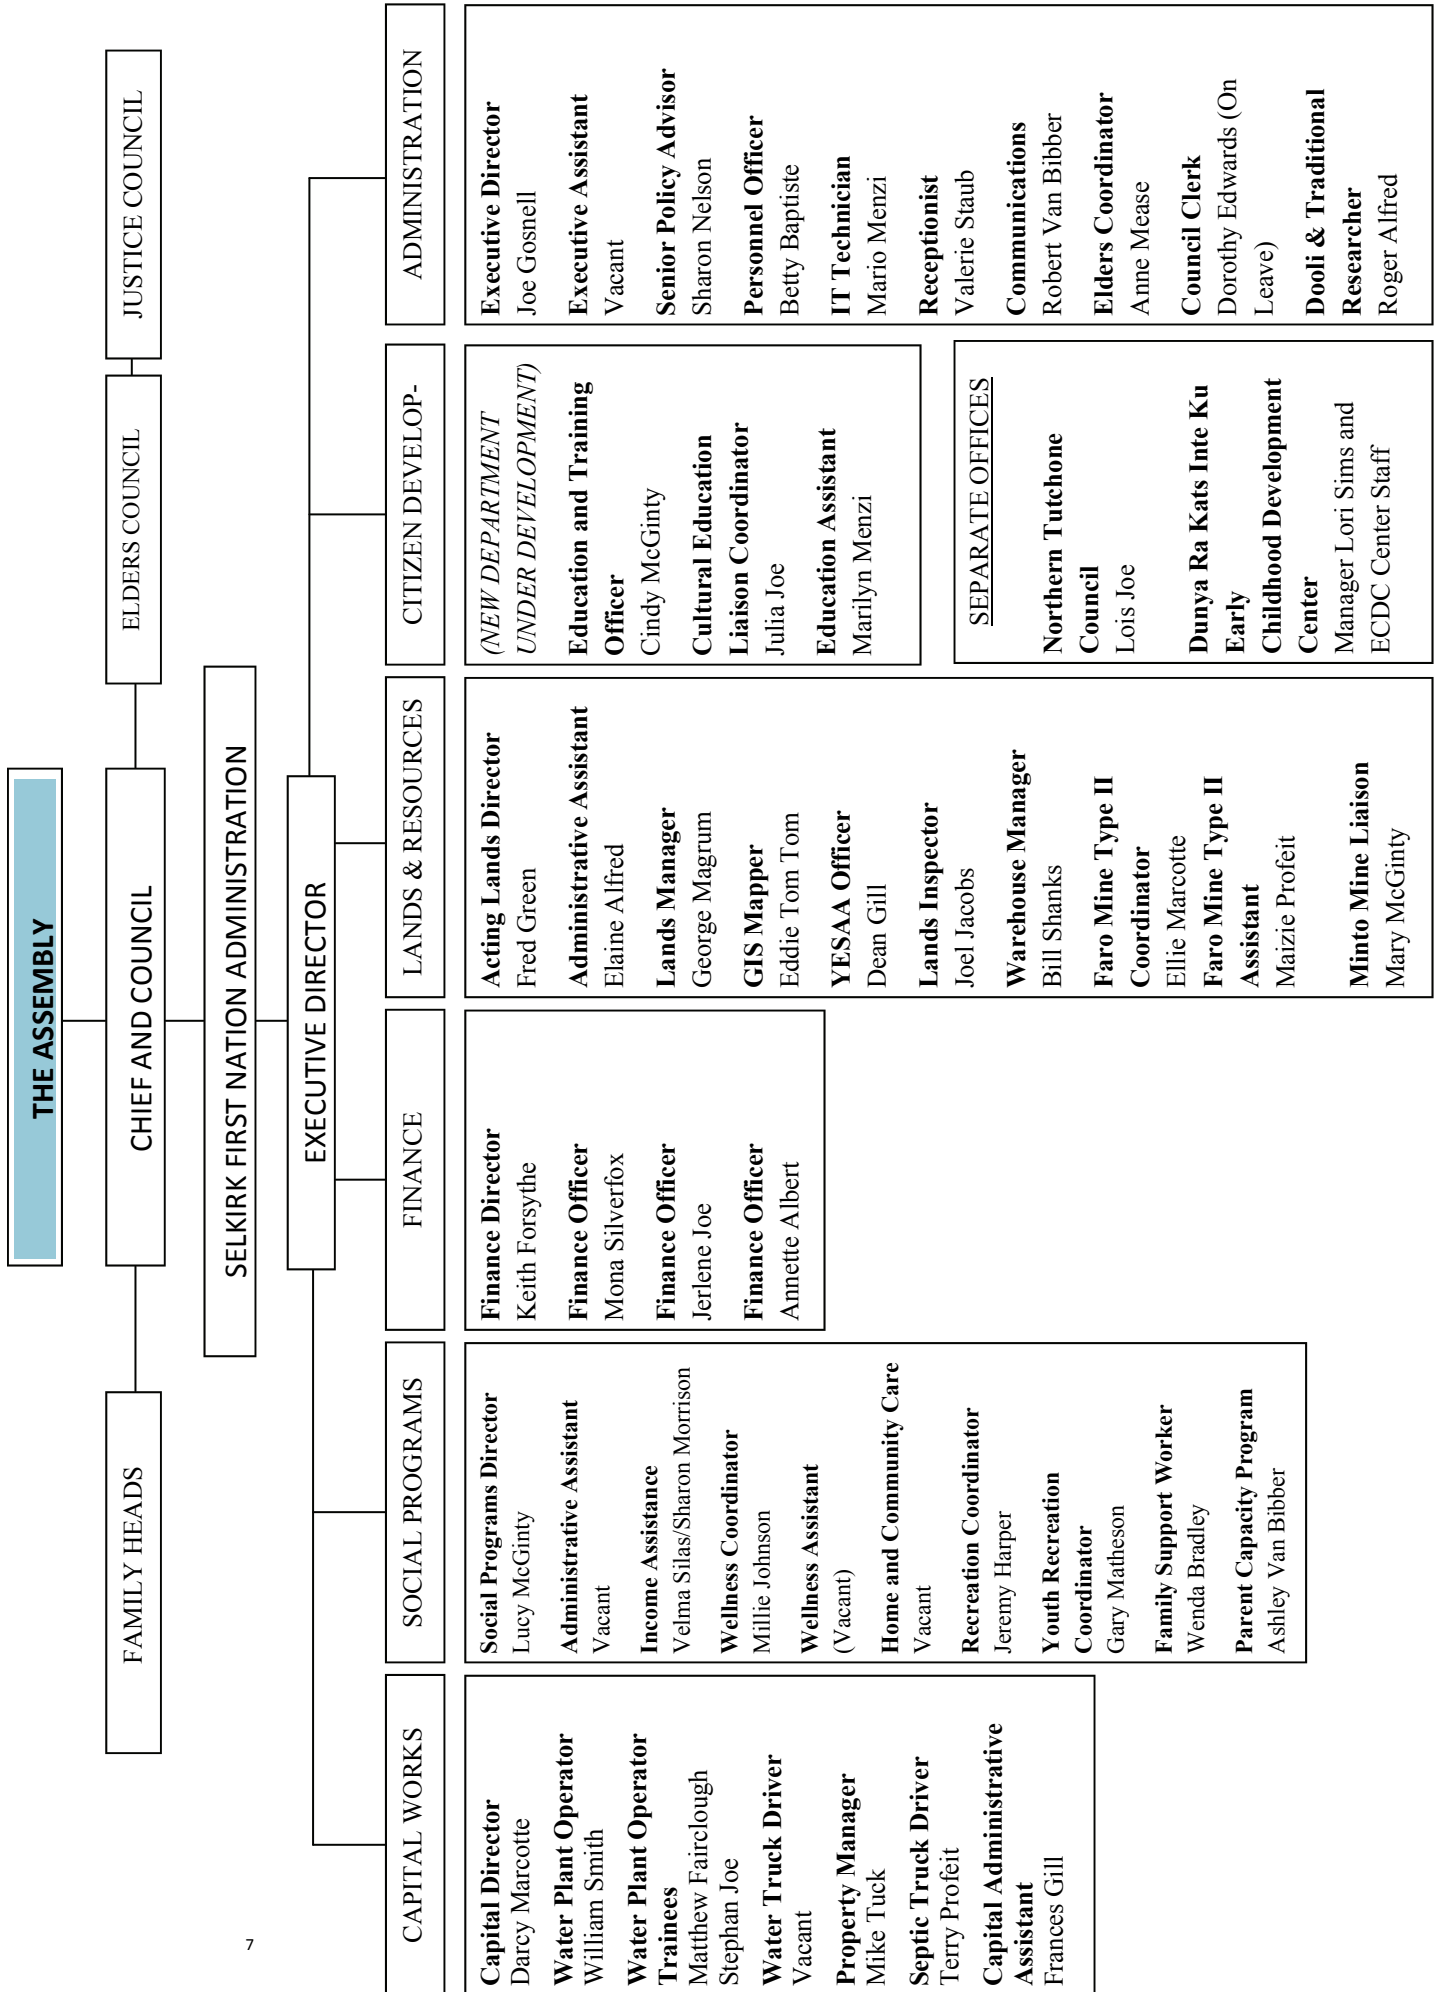 THE ASSEMBLY
FAMILY HEADS
CHIEF AND COUNCIL
ELDERS COUNCIL
JUSTICE COUNCIL
SELKIRK FIRST NATION ADMINISTRATION
EXECUTIVE DIRECTOR
CAPITAL WORKS
SOCIAL PROGRAMS
FINANCE
LANDS & RESOURCES
CITIZEN DEVELOP-
ADMINISTRATION
Capital Director
Darcy Marcotte
Water Plant Operator
William Smith
Water Plant Operator
Trainees
Matthew Fairclough
Stephan Joe
Water Truck Driver
Vacant
Property Manager
Mike Tuck
Septic Truck Driver
Terry Profeit
Capital Administrative
Assistant
Frances Gill
Social Programs Director
Lucy McGinty
Administrative Assistant
Vacant
Income Assistance
Velma Silas/Sharon Morrison
Wellness Coordinator
Millie Johnson
Wellness Assistant
(Vacant)
Home and Community Care
Vacant
Recreation Coordinator
Jeremy Harper
Youth Recreation
Coordinator
Gary Matheson
Family Support Worker
Wenda Bradley
Parent Capacity Program
Ashley Van Bibber
Finance Director
Keith Forsythe
Finance Officer
Mona Silverfox
Finance Officer
Jerlene Joe
Finance Officer
Annette Albert
Acting Lands Director
Fred Green
Administrative Assistant
Elaine Alfred
Lands Manager
George Magrum
GIS Mapper
Eddie Tom Tom
YESAA Officer
Dean Gill
Lands Inspector
Joel Jacobs
Warehouse Manager
Bill Shanks
Faro Mine Type II
Coordinator
Ellie Marcotte
Faro Mine Type II
Assistant
Maizie Profeit
Minto Mine Liaison
Mary McGinty
(NEW DEPARTMENT
UNDER DEVELOPMENT)
Education and Training
Officer
Cindy McGinty
Cultural Education
Liaison Coordinator
Julia Joe
Education Assistant
Marilyn Menzi
SEPARATE OFFICES
Northern Tutchone
Council
Lois Joe
Dunya Ra Kats Inte Ku
Early
Childhood Development
Center
Manager Lori Sims and
ECDC Center Staff
Executive Director
Joe Gosnell
Executive Assistant
Vacant
Senior Policy Advisor
Sharon Nelson
Personnel Officer
Betty Baptiste
IT Technician
Mario Menzi
Receptionist
Valerie Staub
Communications
Robert Van Bibber
Elders Coordinator
Anne Mease
Council Clerk
Dorothy Edwards (On
Leave)
Dooli & Traditional
Researcher
Roger Alfred
7